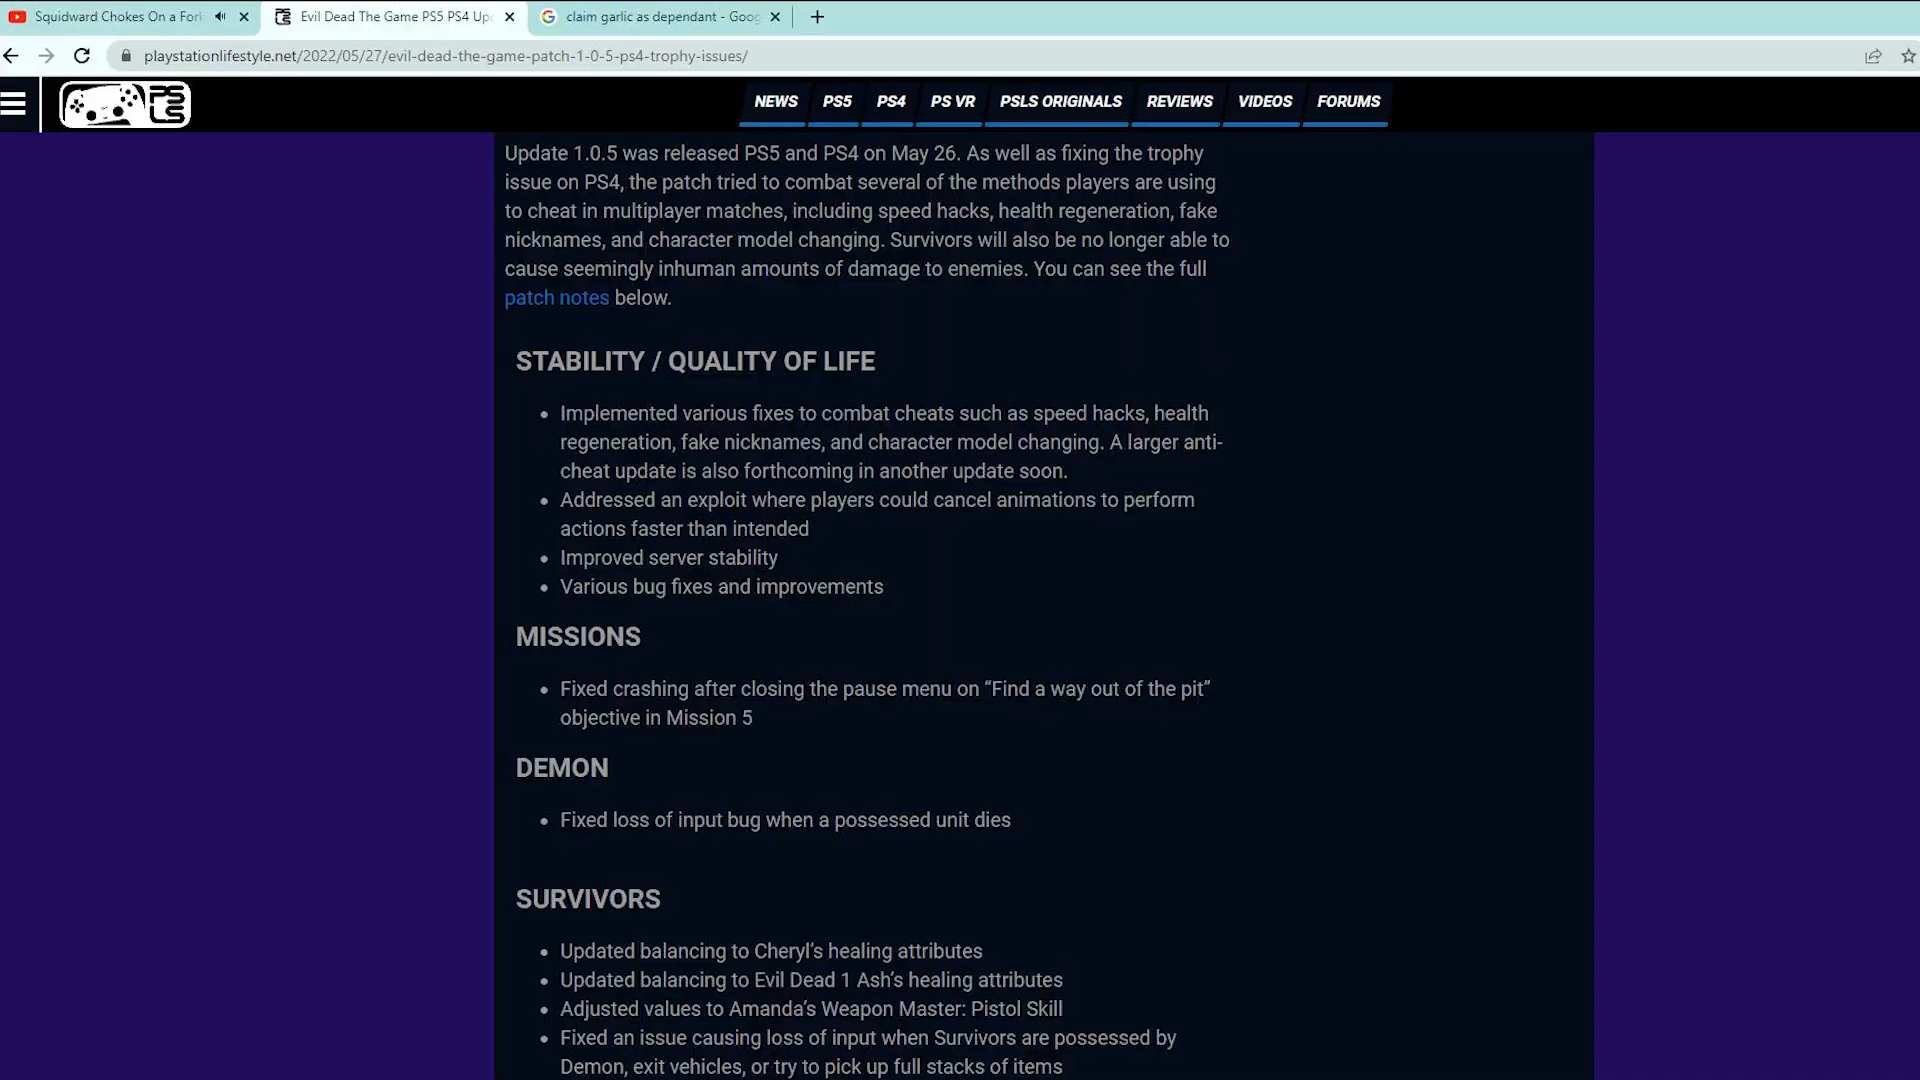 Squidward Chokes On a Fork
Evil Dead The Game PS5 PS4 Up
claim garlic as dependant - Goog
playstationlifestyle.net/2022/05/27/evil-dead-the-game-patch-1-0-5-ps4-trophy-issues/
PSLS
NEWS PS5 PS4 PS VR PSLS ORIGINALS REVIEWS VIDEOS FORUMS
Update 1.0.5 was released PS5 and PS4 on May 26. As well as fixing the trophy
issue on PS4, the patch tried to combat several of the methods players are using
to cheat in multiplayer matches, including speed hacks, health regeneration, fake
nicknames, and character model changing. Survivors will also be no longer able to
cause seemingly inhuman amounts of damage to enemies. You can see the full
patch notes below.
STABILITY / QUALITY OF LIFE
• Implemented various fixes to combat cheats such as speed hacks, health
regeneration, fake nicknames, and character model changing. A larger anti-
cheat update is also forthcoming in another update soon.
• Addressed an exploit where players could cancel animations to perform
actions faster than intended
• Improved server stability
• Various bug fixes and improvements
MISSIONS
• Fixed crashing after closing the pause menu on “Find a way out of the pit”
objective in Mission 5
DEMON
• Fixed loss of input bug when a possessed unit dies
SURVIVORS
• Updated balancing to Cheryl’s healing attributes
• Updated balancing to Evil Dead 1 Ash’s healing attributes
• Adjusted values to Amanda’s Weapon Master: Pistol Skill
• Fixed an issue causing loss of input when Survivors are possessed by
Demon, exit vehicles, or try to pick up full stacks of items